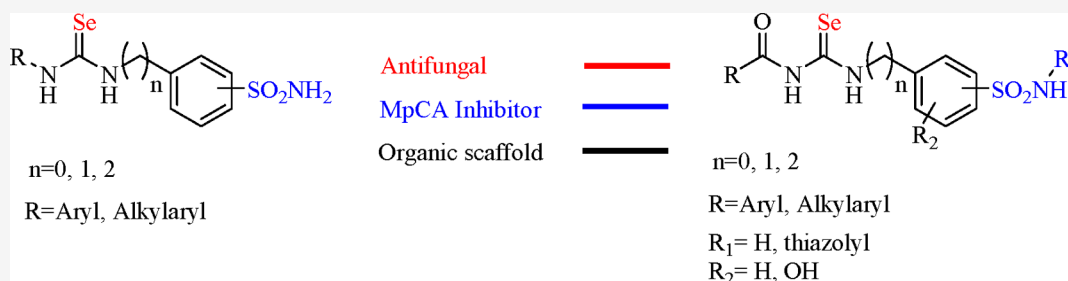 Se
R
N
H
N
H
n
SO₂NH₂
n=0, 1, 2
R=Aryl, Alkylaryl
Antifungal
MpCA Inhibitor
Organic scaffold
O
Se
R
N
H
N
H
n
R
SO₂NH
R₂
n=0, 1, 2
R=Aryl, Alkylaryl
R₁= H, thiazolyl
R₂= H, OH